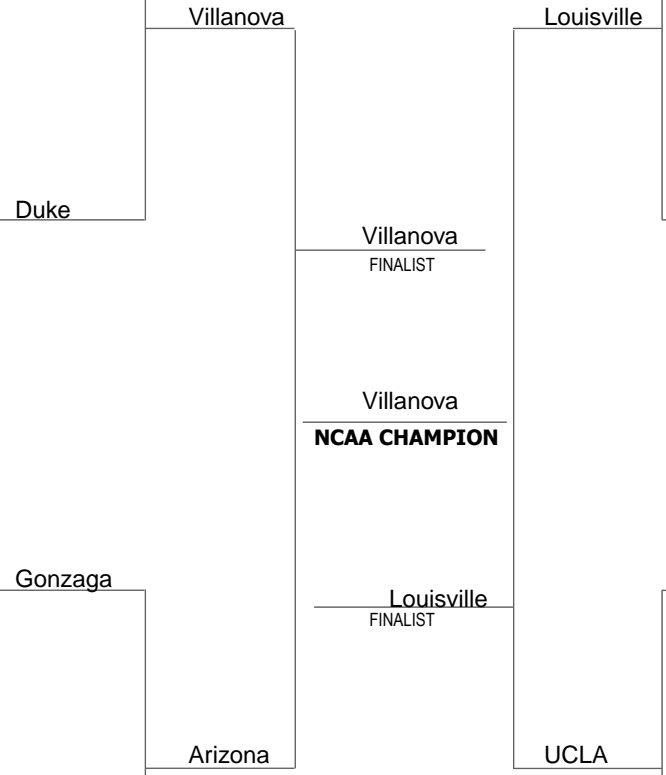 Villanova
Louisville
Duke
Villanova
FINALIST
Villanova
NCAA CHAMPION
Gonzaga
Louisville
FINALIST
Arizona
UCLA